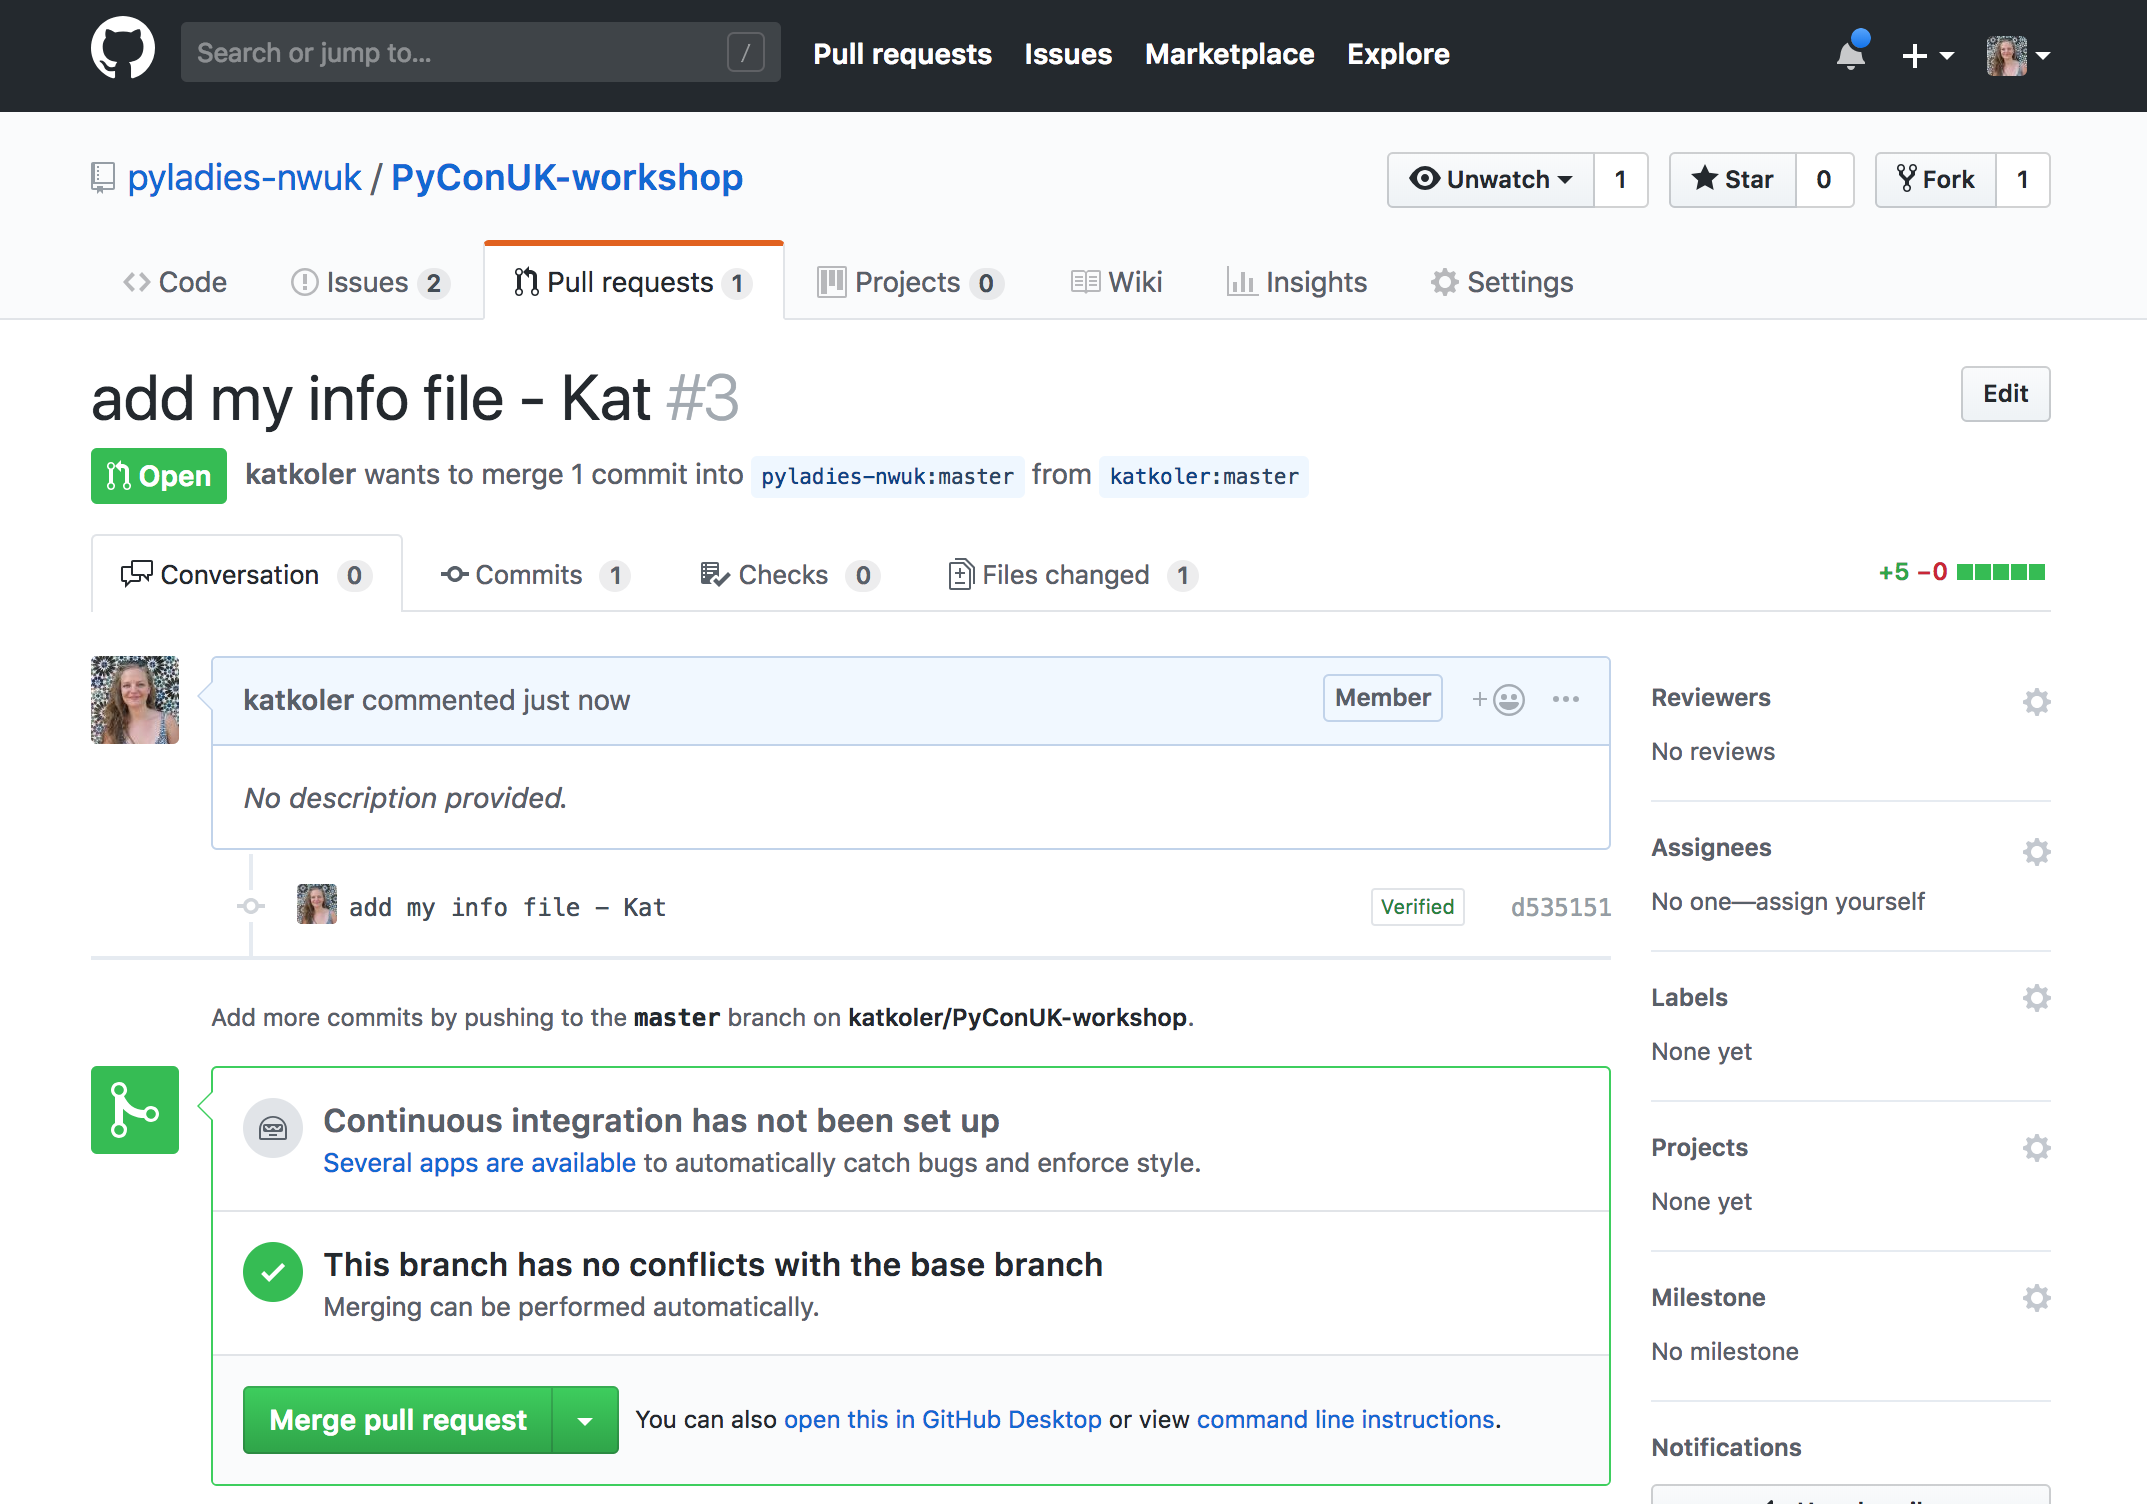 Search or jump to... / Pull requests Issues Marketplace Explore
pyladies-nwuk / PyConUK-workshop Unwatch 1 Star 0 Fork 1
Code Issues 2 Pull requests 1 Projects 0 Wiki Insights Settings
add my info file - Kat #3 Edit
Open katkoler wants to merge 1 commit into pyladies-nwuk:master from katkoler:master
Conversation 0 Commits 1 Checks 0 Files changed 1 +5 −0
katkoler commented just now Member
No description provided.
add my info file - Kat Verified d535151
Add more commits by pushing to the master branch on katkoler/PyConUK-workshop.
Continuous integration has not been set up
Several apps are available to automatically catch bugs and enforce style.
This branch has no conflicts with the base branch
Merging can be performed automatically.
Merge pull request You can also open this in GitHub Desktop or view command line instructions.
Reviewers
No reviews
Assignees
No one—assign yourself
Labels
None yet
Projects
None yet
Milestone
No milestone
Notifications